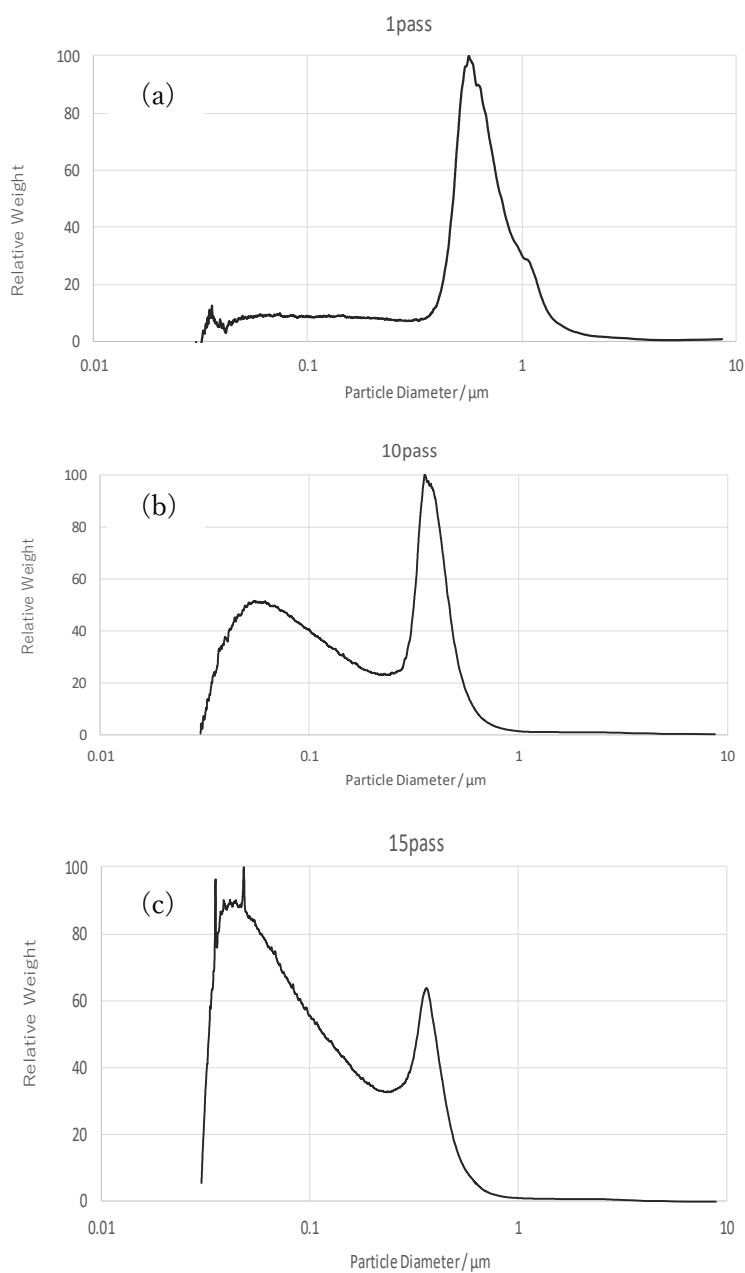 1pass
(a)
Relative Weight
100
80
60
40
20
0
0.01 0.1 1 10
Particle Diameter / μm
10pass
(b)
Relative Weight
100
80
60
40
20
0
0.01 0.1 1 10
Particle Diameter / μm
15pass
(c)
Relative Weight
100
80
60
40
20
0
0.01 0.1 1 10
Particle Diameter / μm